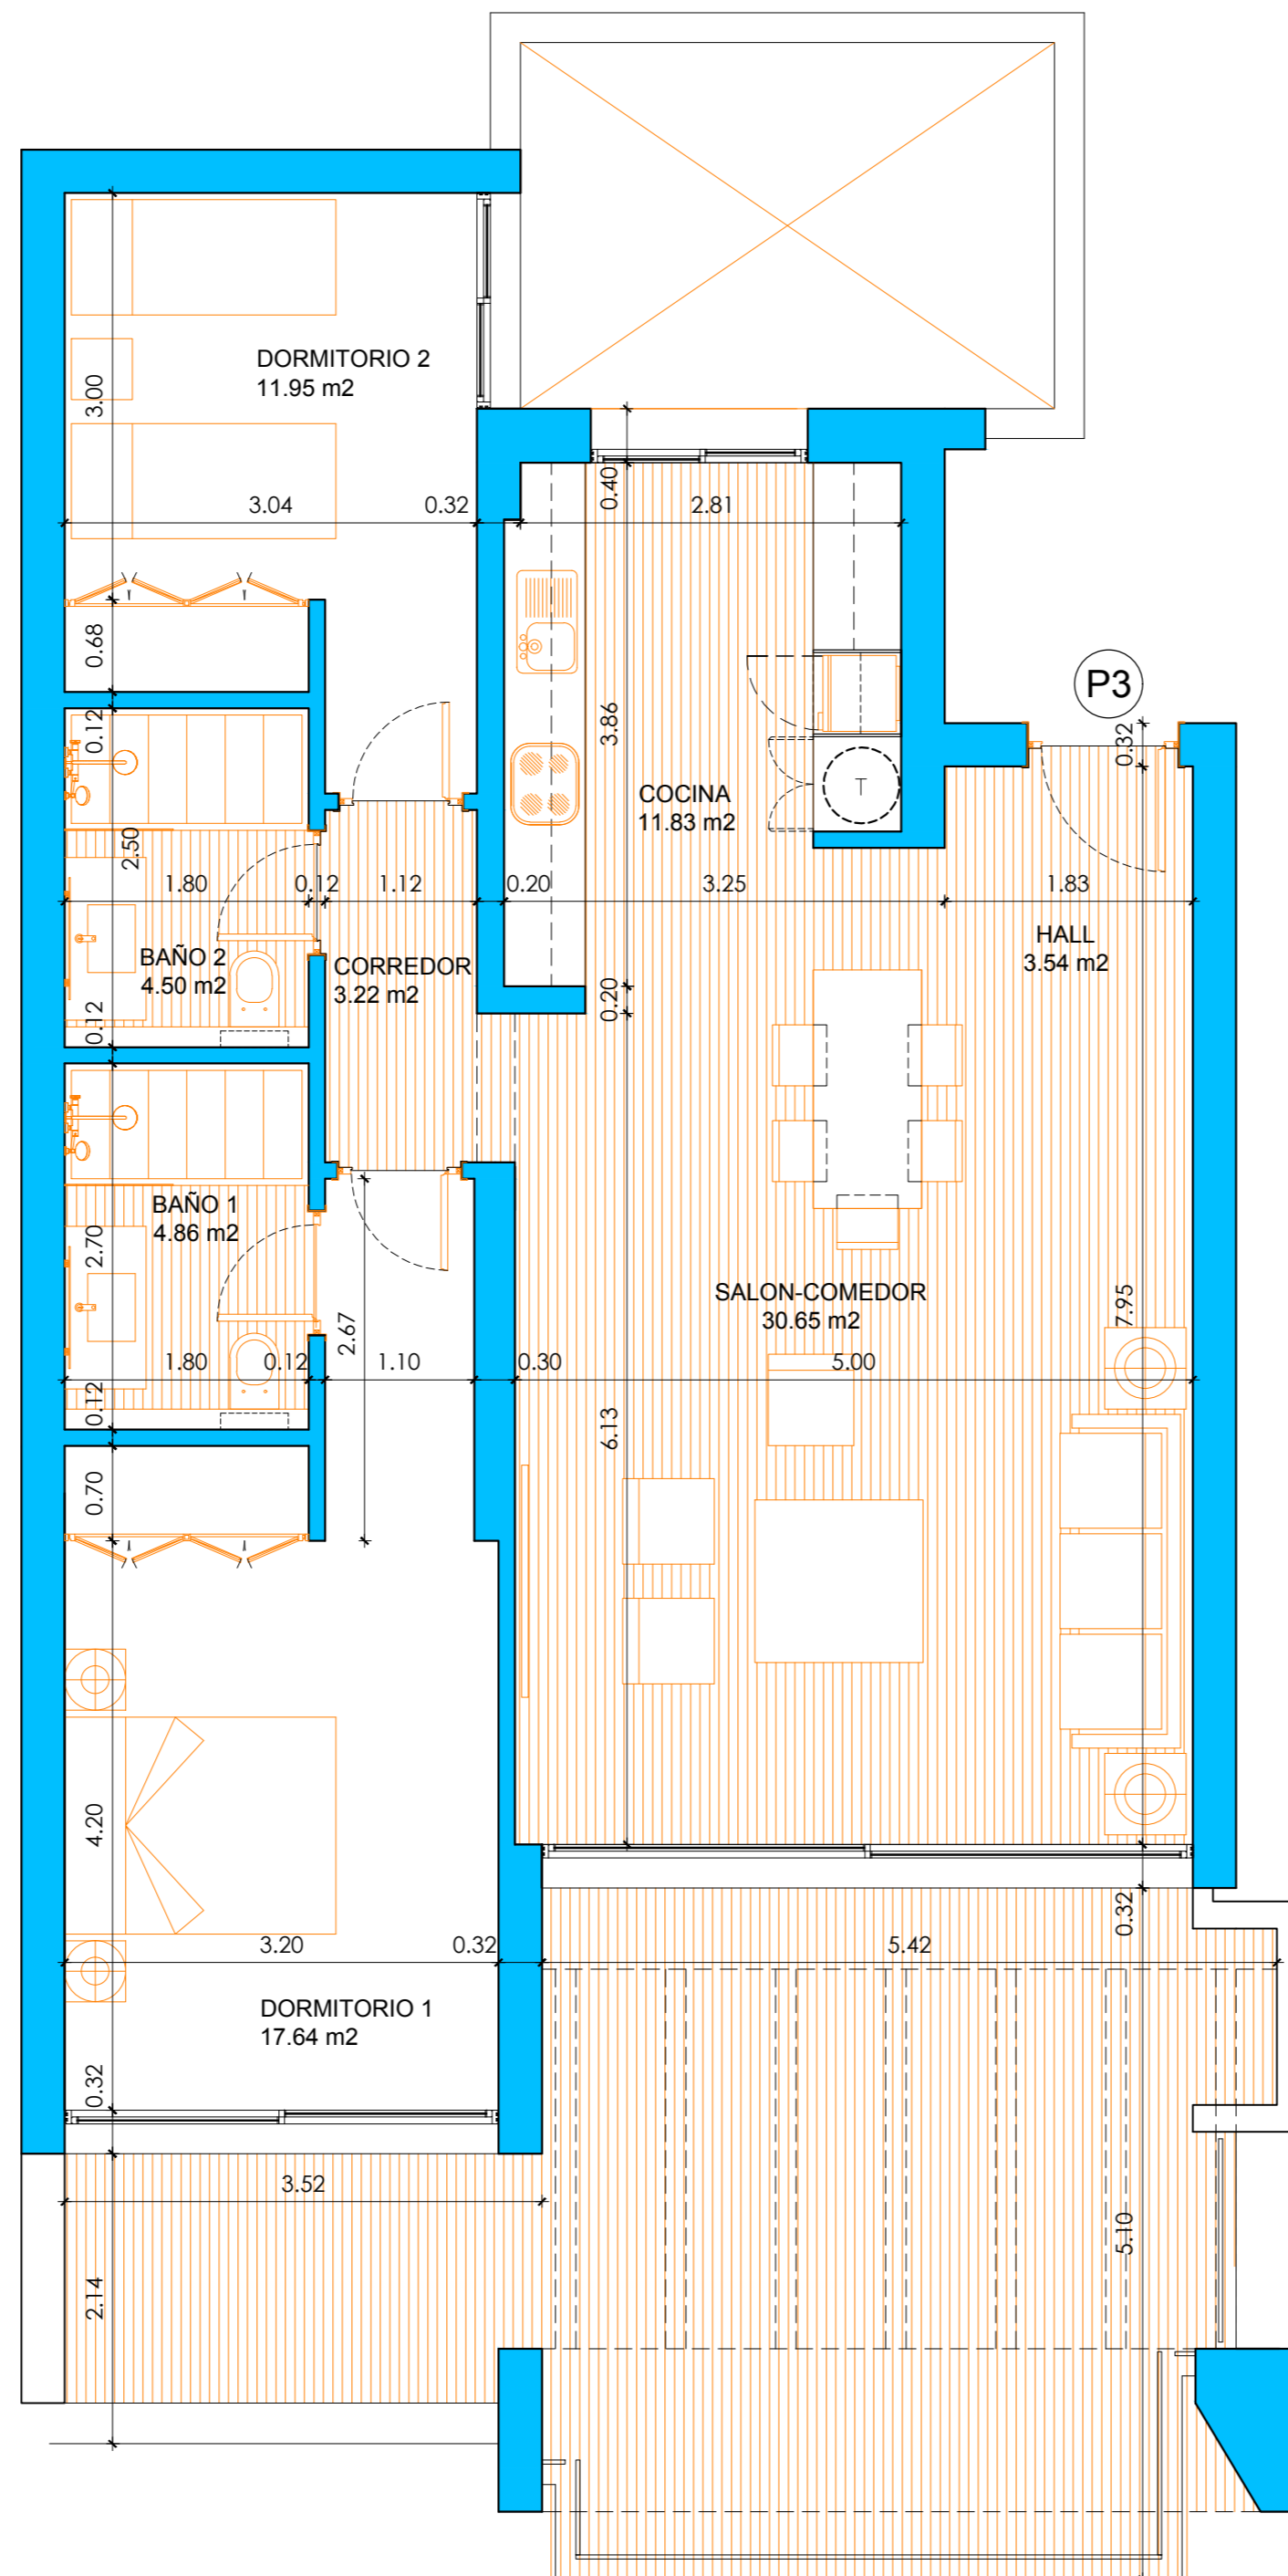 DORMITORIO 2
11.95 m2
3.00
0.40
3.04
0.32
2.81
0.68
P3
0.12
3.86
0.32
COCINA
11.83 m2
2.50
1.80
0.12
1.12
0.20
3.25
1.83
HALL
3.54 m2
BAÑO 2
4.50 m2
CORREDOR
3.22 m2
0.20
0.12
T
BAÑO 1
4.86 m2
2.70
SALON-COMEDOR
30.65 m2
7.95
2.67
1.80
0.12
1.10
0.30
5.00
0.12
6.13
0.70
4.20
0.32
3.20
0.32
5.42
DORMITORIO 1
17.64 m2
0.32
3.52
5.10
2.14